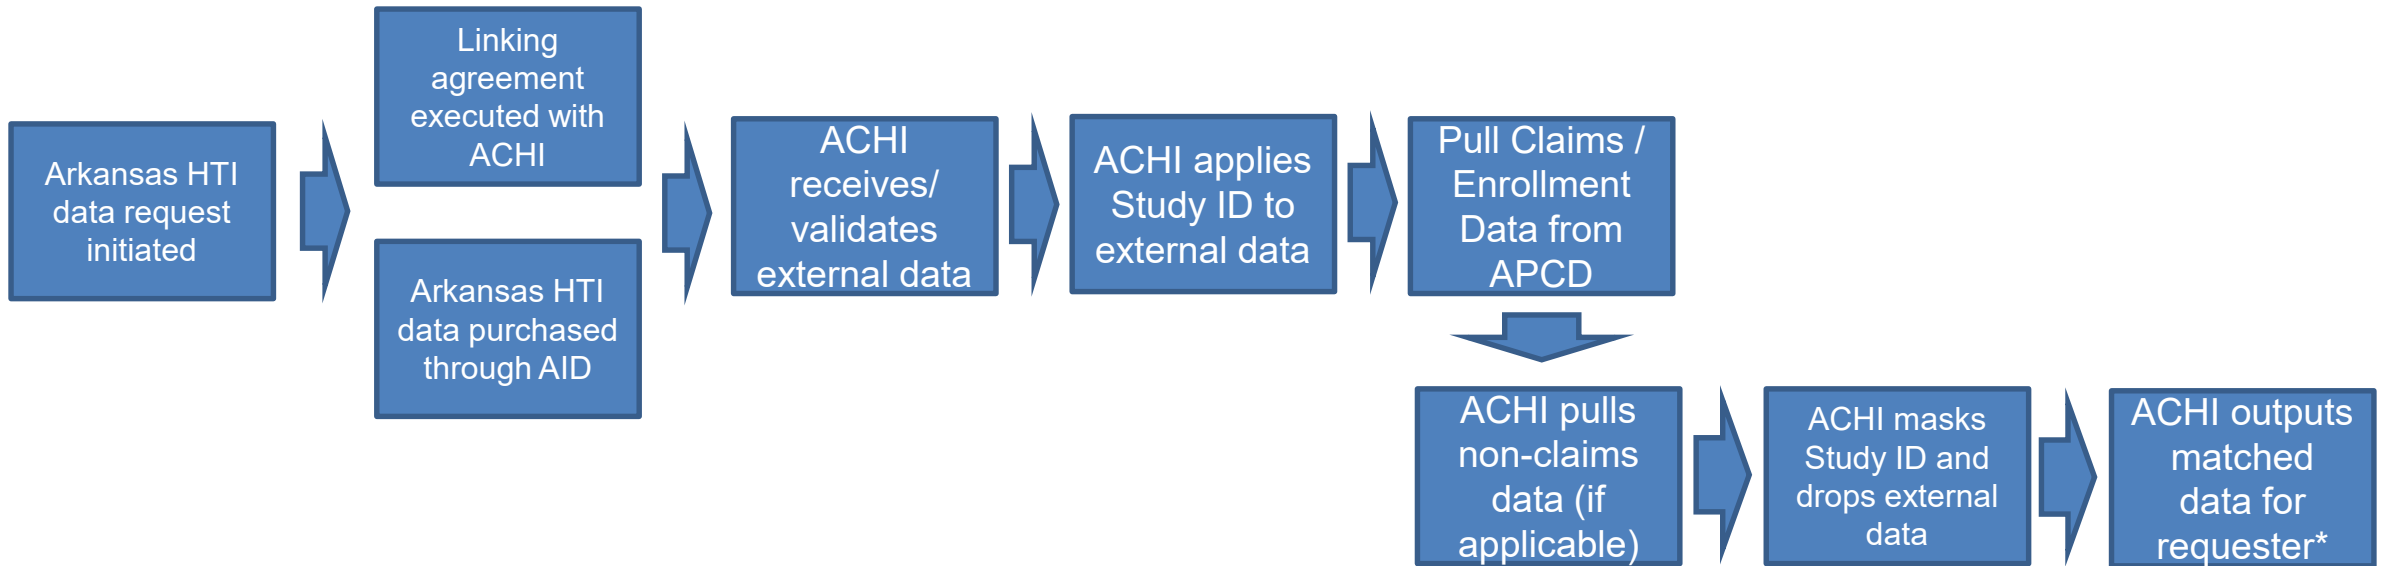 Arkansas HTI
data request
initiated
Linking
agreement
executed with
ACHI
Arkansas HTI
data purchased
through AID
ACHI
receives/
validates
external data
ACHI applies
Study ID to
external data
Pull Claims /
Enrollment
Data from
APCD
ACHI pulls
non-claims
data (if
applicable)
ACHI masks
Study ID and
drops external
data
ACHI outputs
matched
data for
requester*